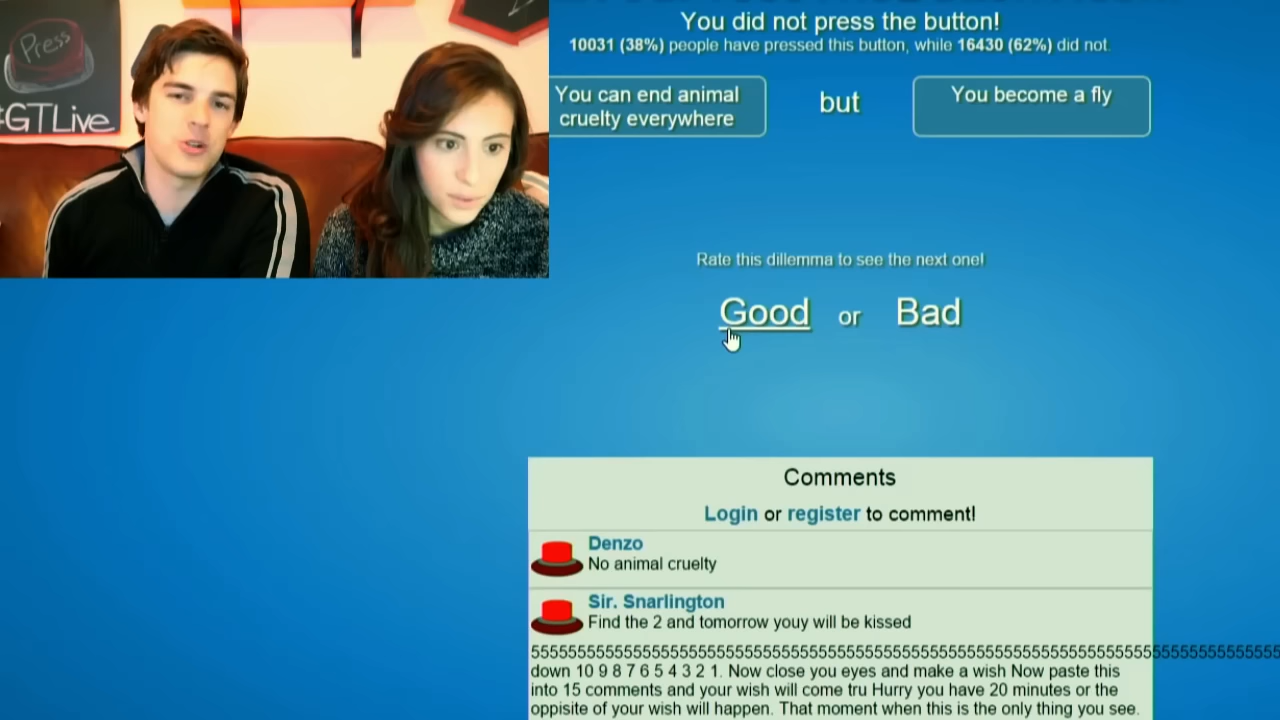 Press
#GTLive
You did not press the button!
10031 (38%) people have pressed this button, while 16430 (62%) did not.
You can end animal
cruelty everywhere
but
You become a fly
Rate this dillemma to see the next one!
Good or Bad
Comments
Login or register to comment!
Denzo
No animal cruelty
Sir. Snarlington
Find the 2 and tomorrow youy will be kissed
down 10 9 8 7 6 5 4 3 2 1. Now close you eyes and make a wish Now paste this
into 15 comments and your wish will come tru Hurry you have 20 minutes or the
oppisite of your wish will happen. That moment when this is the only thing you see.